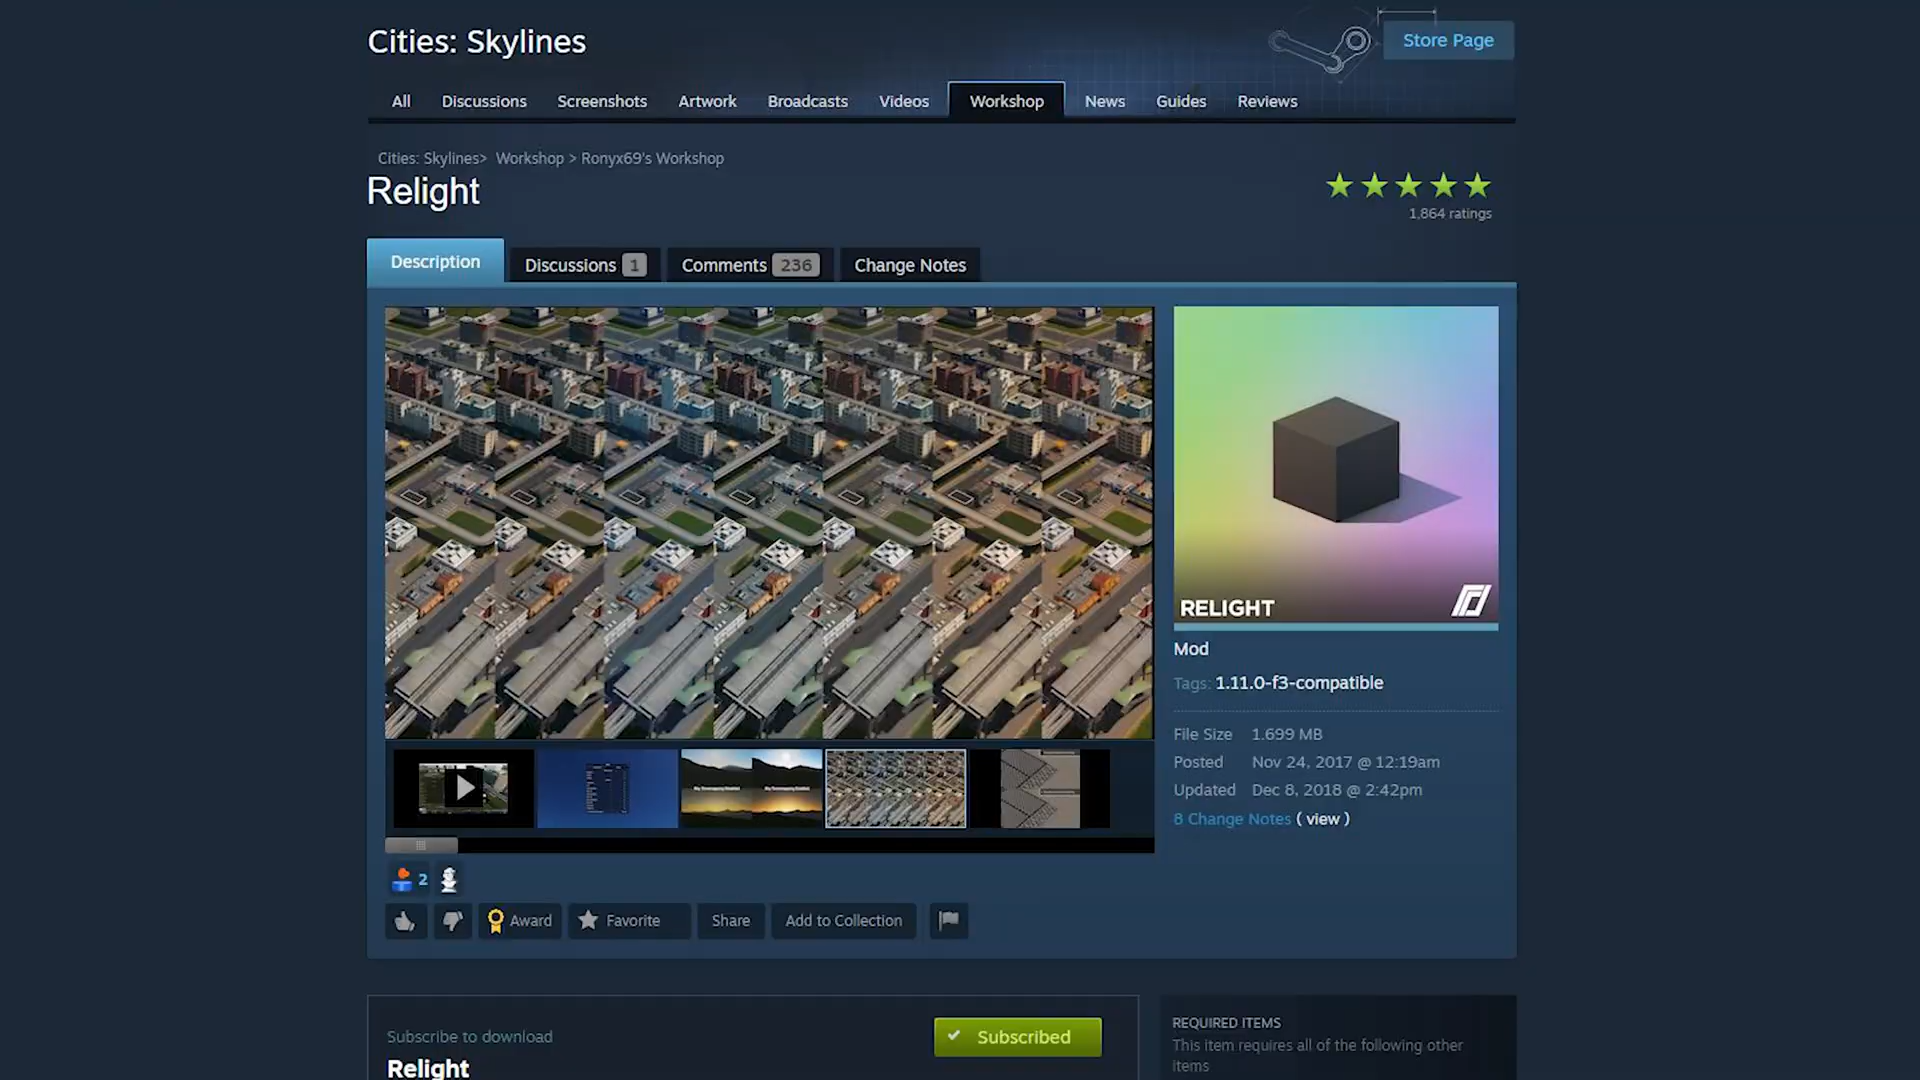 Cities: Skylines
Store Page
All Discussions Screenshots Artwork Broadcasts Videos Workshop News Guides Reviews
Cities: Skylines> Workshop > Ronyx69's Workshop
Relight
1,864 ratings
Description Discussions 1 Comments 236 Change Notes
RELIGHT
Mod
Tags: 1.11.0-f3-compatible
File Size 1.699 MB
Posted Nov 24, 2017 @ 12:19am
Updated Dec 8, 2018 @ 2:42pm
8 Change Notes ( view )
2
Award Favorite Share Add to Collection
Subscribe to download
Relight
Subscribed
REQUIRED ITEMS
This item requires all of the following other
items